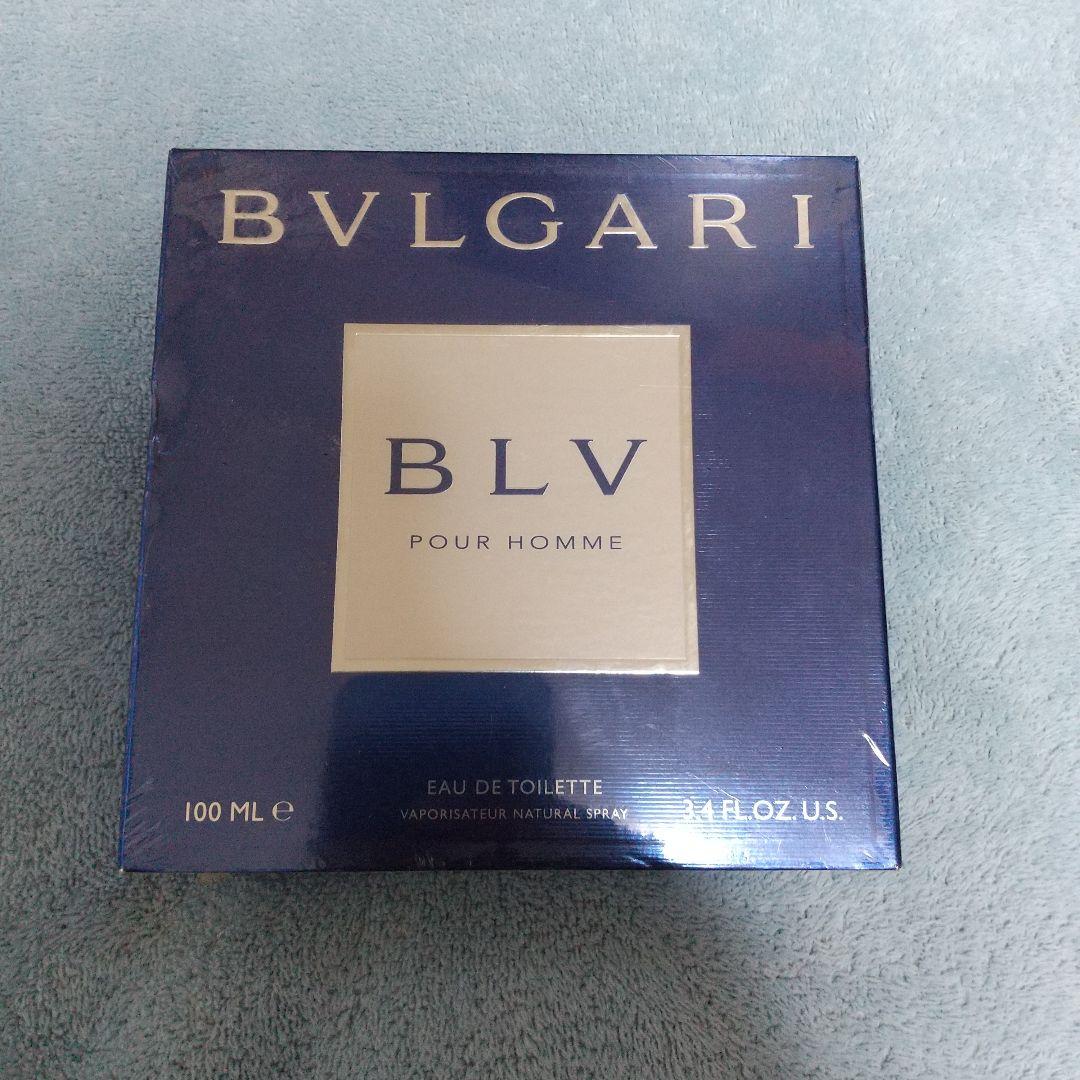 BVLGARI
BLV
POUR HOMME
EAU DE TOILETTE
100 ML ℮
VAPORISATEUR NATURAL SPRAY
3.4 FL.OZ. U.S.